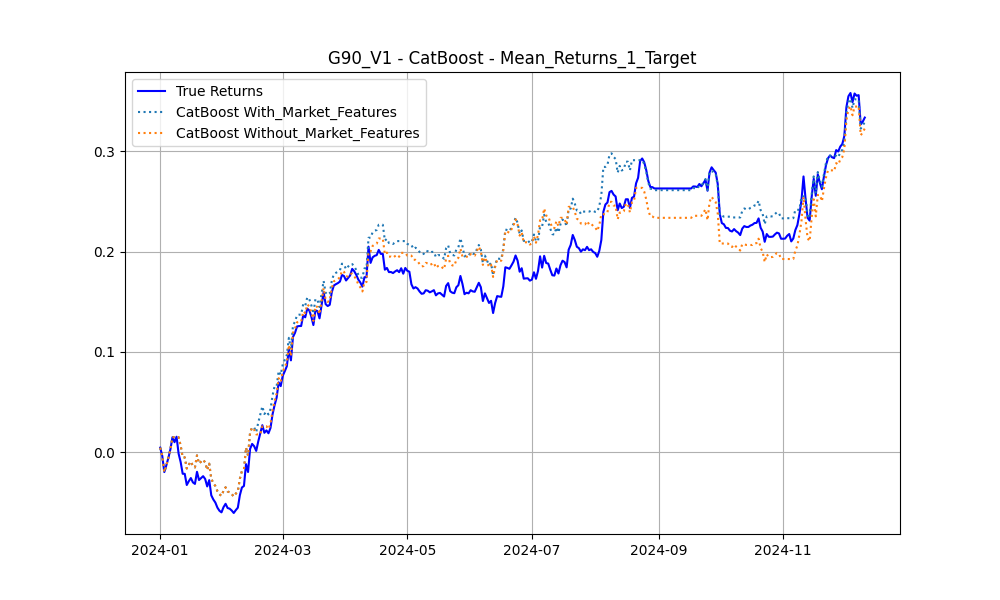 G90_V1 - CatBoost - Mean_Returns_1_Target
True Returns
CatBoost With_Market_Features
CatBoost Without_Market_Features
0.3
0.2
0.1
0.0
2024-01 2024-03 2024-05 2024-07 2024-09 2024-11